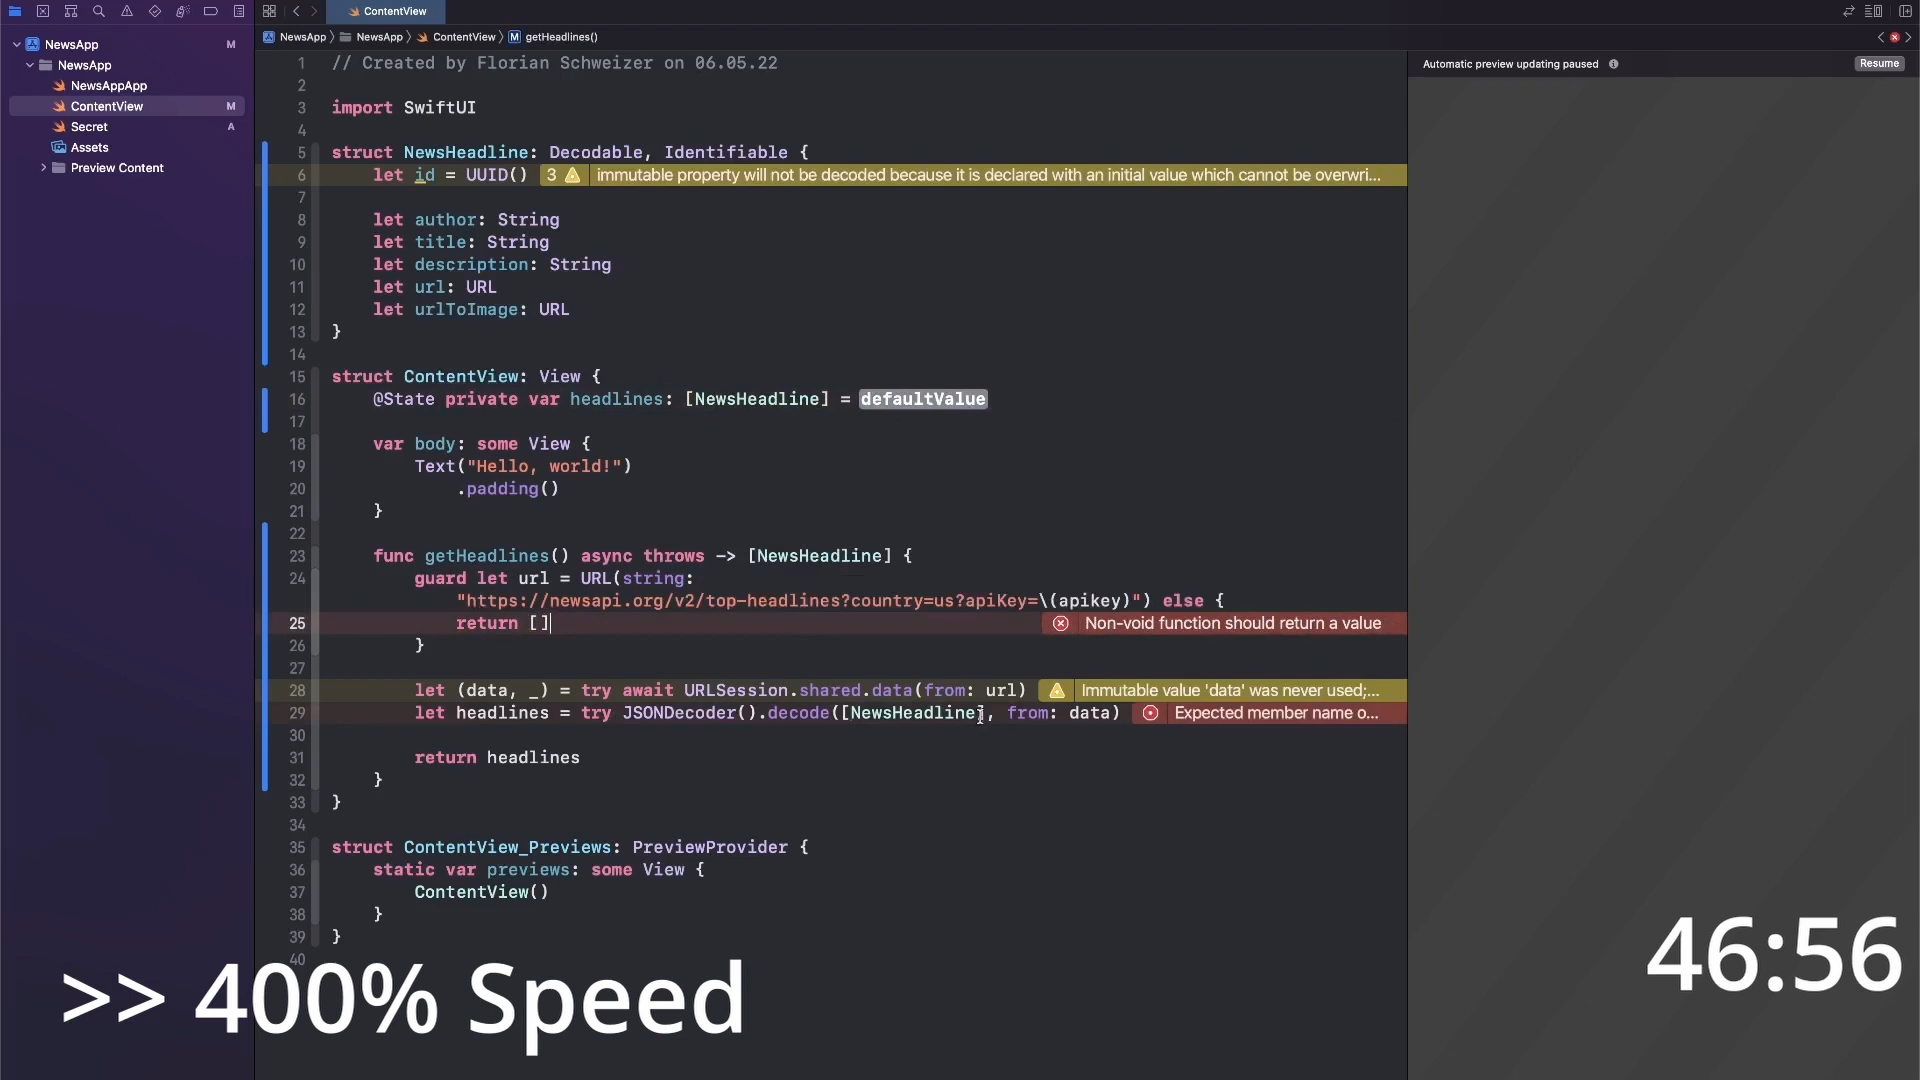 ContentView
NewsApp M
NewsApp
NewsAppApp
ContentView M
Secret A
Assets
Preview Content
NewsApp NewsApp ContentView M getHeadlines()
Automatic preview updating paused Resume
1 // Created by Florian Schweizer on 06.05.22
2
3 import SwiftUI
4
5 struct NewsHeadline: Decodable, Identifiable {
6 let id = UUID() 3 immutable property will not be decoded because it is declared with an initial value which cannot be overwri...
7
8 let author: String
9 let title: String
10 let description: String
11 let url: URL
12 let urlToImage: URL
13 }
14
15 struct ContentView: View {
16 @State private var headlines: [NewsHeadline] = defaultValue
17
18 var body: some View {
19 Text("Hello, world!")
20 .padding()
21 }
22
23 func getHeadlines() async throws -> [NewsHeadline] {
24 guard let url = URL(string:
"https://newsapi.org/v2/top-headlines?country=us?apiKey=\(apikey)") else {
25 return [] Non-void function should return a value
26 }
27
28 let (data, _) = try await URLSession.shared.data(from: url) Immutable value 'data' was never used;...
29 let headlines = try JSONDecoder().decode([NewsHeadline], from: data) Expected member name o...
30
31 return headlines
32 }
33 }
34
35 struct ContentView_Previews: PreviewProvider {
36 static var previews: some View {
37 ContentView()
38 }
39 }
40
>> 400% Speed
46:56